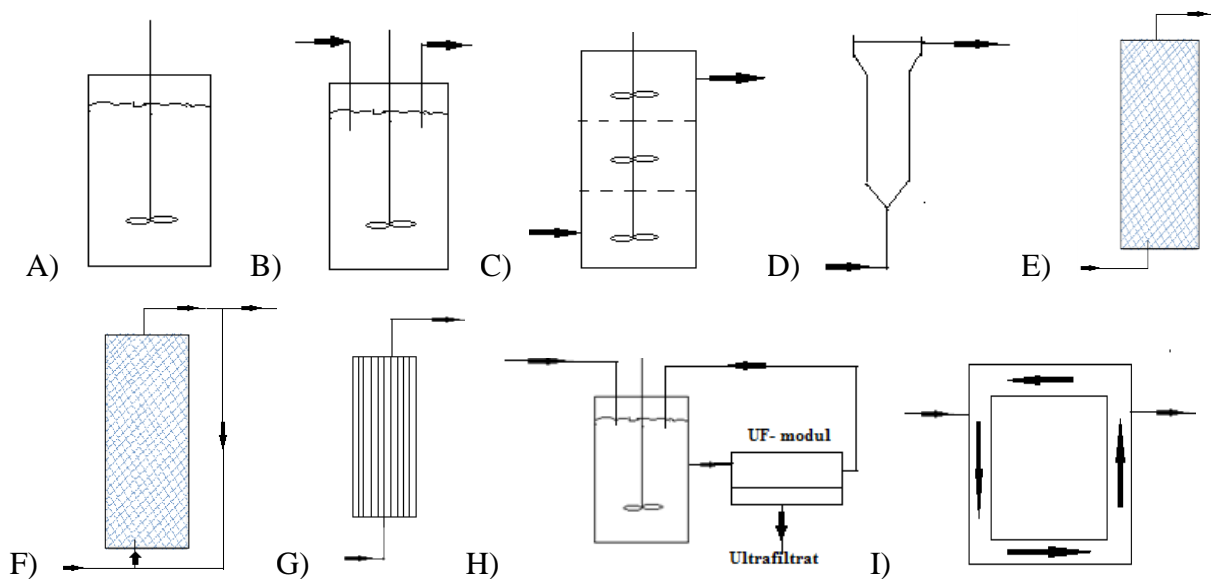 A) B) C) D) E)
UF- modul
Ultrafiltrat
F) G) H) I)